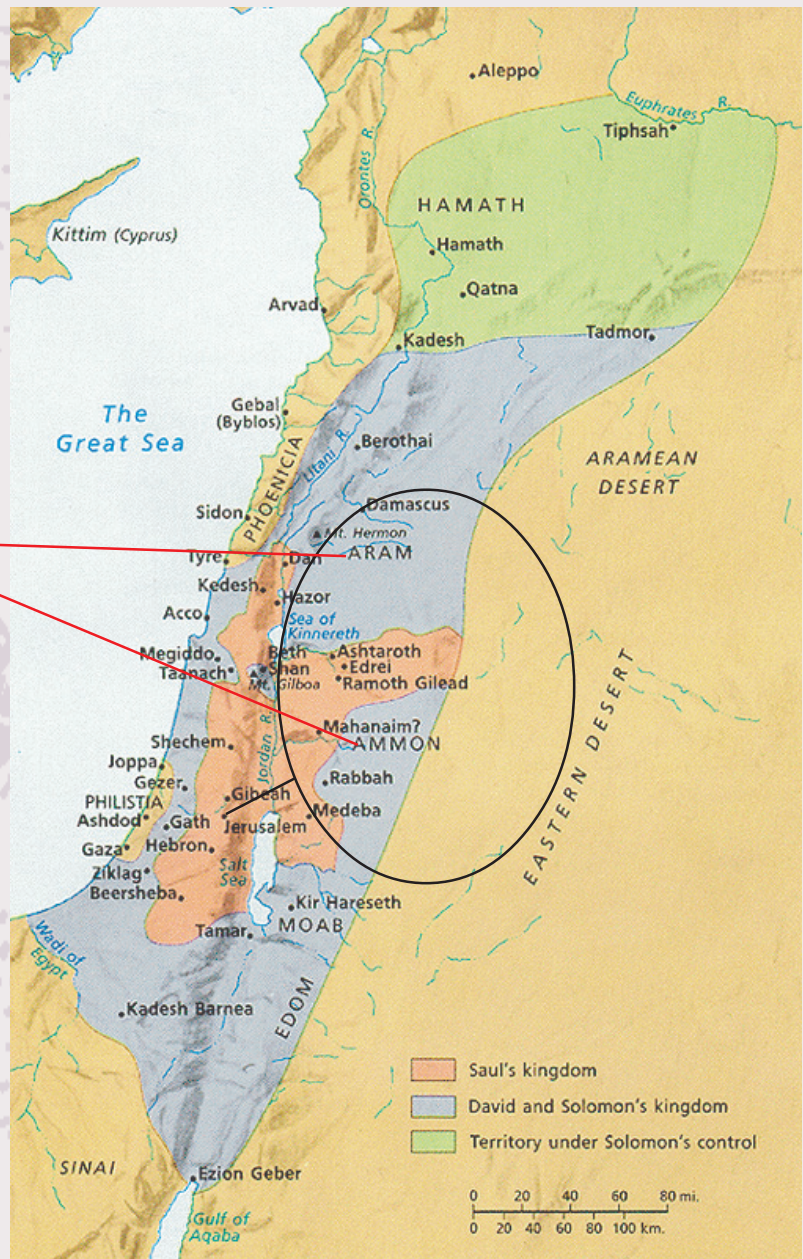 Aleppo
Euphrates R.
Tiphsah
Orontes R.
HAMATH
Hamath
Kittim (Cyprus)
Qatna
Arvad
Tadmor
Kadesh
The
Great Sea
Gebal
(Byblos)
Berothai
Litani R.
PHOENICIA
ARAMEAN
DESERT
Damascus
Sidon
Mt. Hermon
ARAM
Tyre
Dan
Kedesh
Hazor
Acco
Sea of
Kinnereth
Megiddo
Beth
Shan
Ashtaroth
Edrei
Taanach
Mt. Gilboa
Ramoth Gilead
Mahanaim?
AMMON
Jordan R.
Shechem
Joppa
Rabbah
Gezer
Gibeah
PHILISTIA
Medeba
Ashdod
Gath
Jerusalem
EASTERN DESERT
Gaza
Hebron
Salt
Sea
Ziklag
Beersheba
Kir Hareseth
MOAB
Tamar
Wadi of
Egypt
EDOM
Kadesh Barnea
Saul's kingdom
David and Solomon's kingdom
Territory under Solomon's control
SINAI
Ezion Geber
Gulf of
Aqaba
0 20 40 60 80 mi.
0 20 40 60 80 100 km.